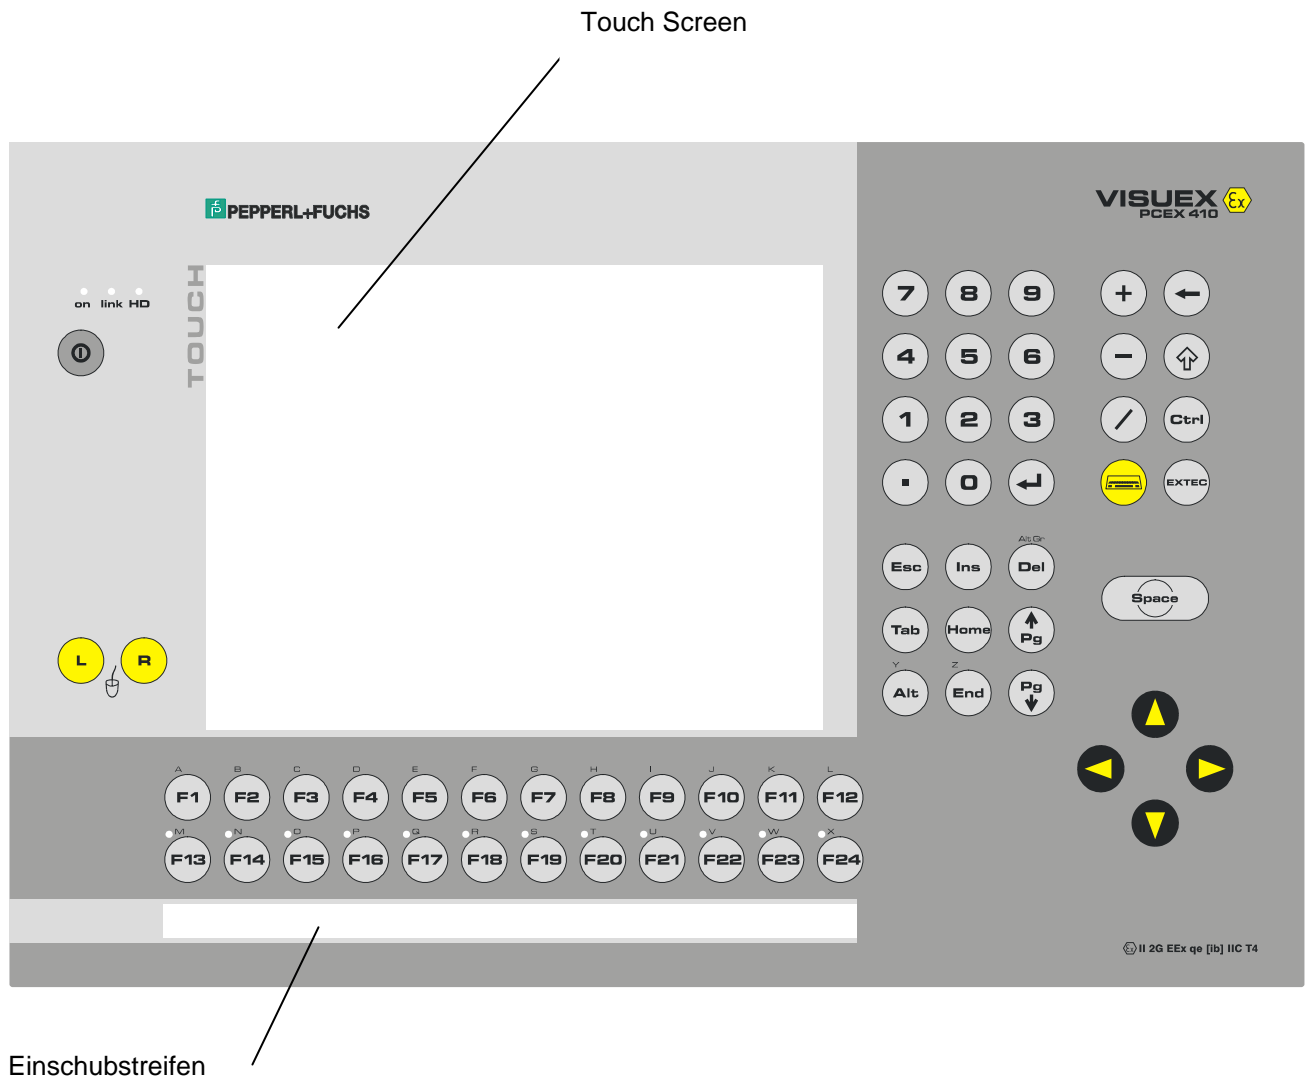 Touch Screen
PEPPERL+FUCHS
VISUEX
PCEX 410
TOUCH
on link HD
7 8 9 +
4 5 6 −
1 2 3 / Ctrl
. 0 EXTEC
Alt Gr
Esc Ins Del
Space
Tab Home Pg
Y Z
Alt End Pg
L R
A B C D E F G H I J K L
F1 F2 F3 F4 F5 F6 F7 F8 F9 F10 F11 F12
M N O P Q R S T U V W X
F13 F14 F15 F16 F17 F18 F19 F20 F21 F22 F23 F24
Ex II 2G EEx qe [ib] IIC T4
Einschubstreifen